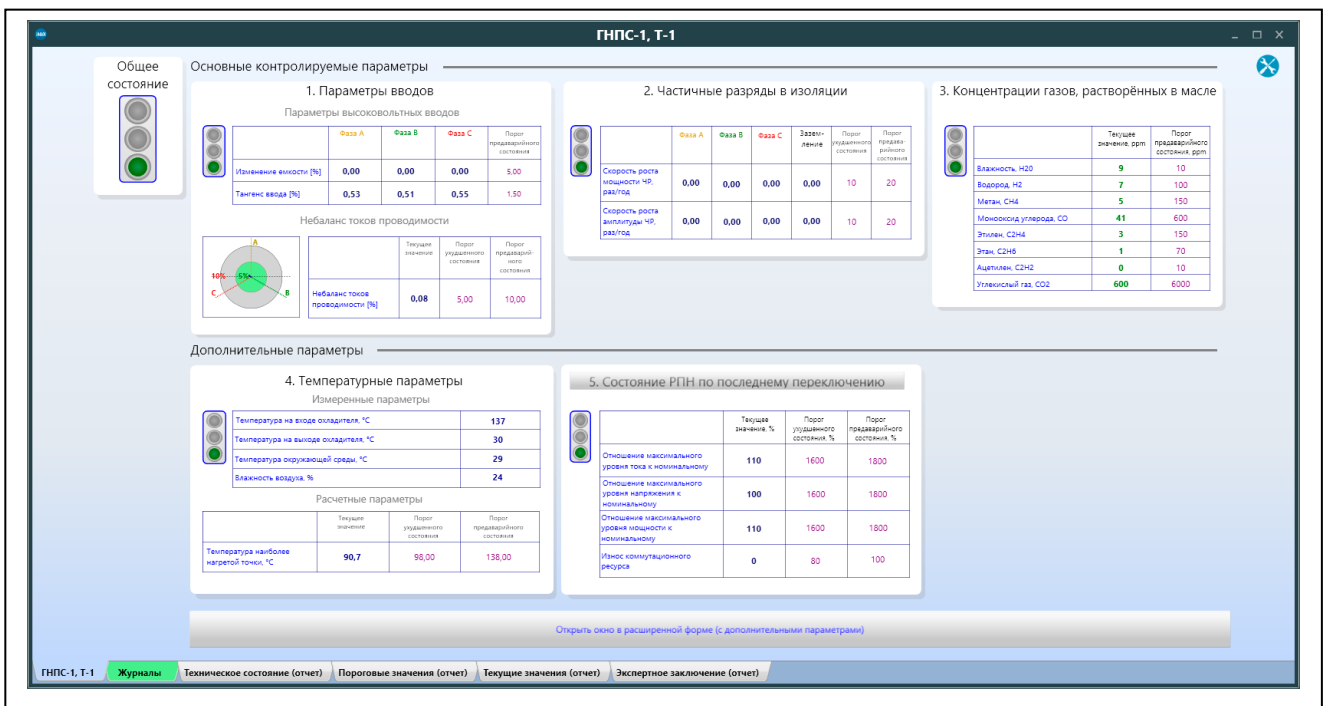 ГНПС-1, Т-1
Общее
состояние
Основные контролируемые параметры
1. Параметры вводов
Параметры высоковольтных вводов
Фаза А Фаза В Фаза С Порог
предаварийного
состояния
Изменение емкости [%] 0,00 0,00 0,00 5,00
Тангенс ввода [%] 0,53 0,51 0,55 1,50
Небаланс токов проводимости
A
10% 5%
C B
Текущее
значение
Порог
ухудшенного
состояния
Порог
предаварий-
ного
состояния
Небаланс токов
проводимости [%] 0,08 5,00 10,00
2. Частичные разряды в изоляции
Фаза А Фаза В Фаза С
Зазем-
ление
Порог
ухудшенного
состояния
Порог
предава-
рийного
состояния
Скорость роста
мощности ЧР, 0,00 0,00 0,00 0,00 10 20
раз/год
Скорость роста
амплитуды ЧР, 0,00 0,00 0,00 0,00 10 20
раз/год
3. Концентрации газов, растворённых в масле
Текущее
значение, ppm
Порог
предаварийного
состояния, ppm
Влажность, H20 9 10
Водород, H2 7 100
Метан, CH4 5 150
Монооксид углерода, CO 41 600
Этилен, C2H4 3 150
Этан, C2H6 1 70
Ацетилен, C2H2 0 10
Углекислый газ, CO2 600 6000
Дополнительные параметры
4. Температурные параметры
Измеренные параметры
Температура на входе охладителя, °С 137
Температура на выходе охладителя, °С 30
Температура окружающей среды, °С 29
Влажность воздуха, % 24
Расчетные параметры
Текущее
значение
Порог
ухудшенного
состояния
Порог
предаварийного
состояния
Температура наиболее
нагретой точки, °С 90,7 98,00 138,00
5. Состояние РПН по последнему переключению
Текущее
значение, %
Порог
ухудшенного
состояния, %
Порог
предаварийного
состояния, %
Отношение максимального
уровня тока к номинальному 110 1600 1800
Отношение максимального
уровня напряжения к 100 1600 1800
номинальному
Отношение максимального
уровня мощности к 110 1600 1800
номинальному
Износ коммутационного
ресурса 0 80 100
Открыть окно в расширенной форме (с дополнительными параметрами)
ГНПС-1, Т-1 Журналы Техническое состояние (отчет) Пороговые значения (отчет) Текущие значения (отчет) Экспертное заключение (отчет)